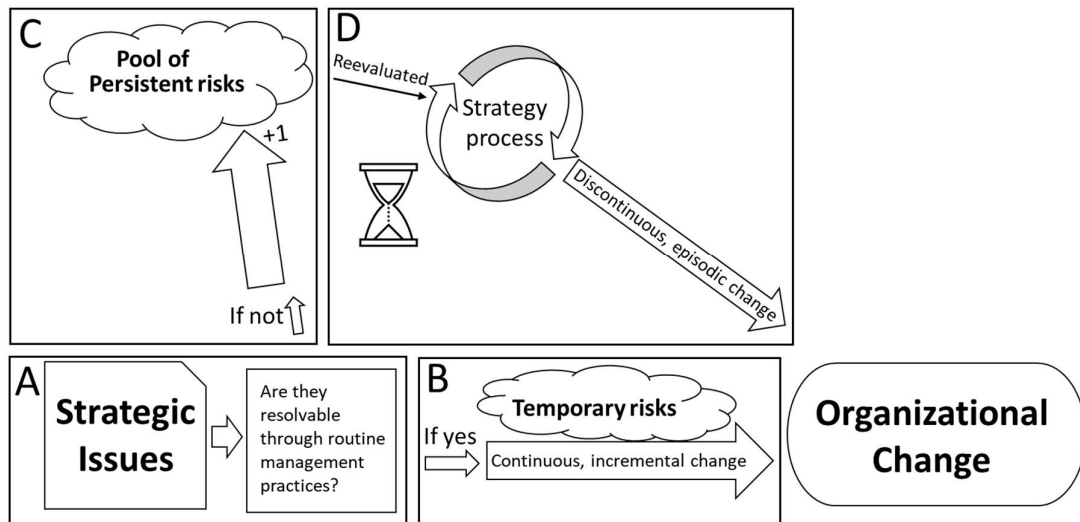 C
Pool of
Persistent risks
+1
If not
D
Reevaluated
Strategy
process
Discontinuous, episodic change
A
Strategic
Issues
Are they
resolvable
through routine
management
practices?
B
If yes
Temporary risks
Continuous, incremental change
Organizational
Change